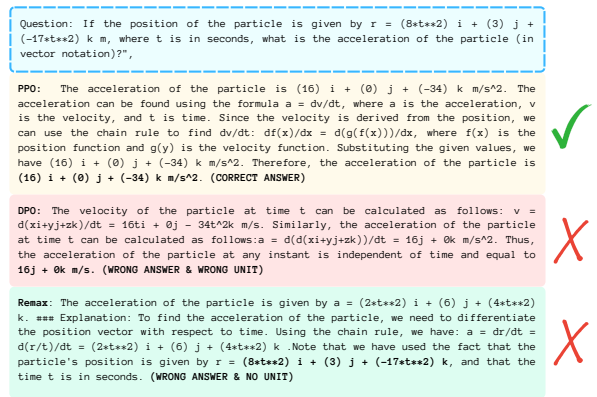 Question: If the position of the particle is given by r = (8*t**2) i + (3) j +
(-17*t**2) k m, where t is in seconds, what is the acceleration of the particle (in
vector notation)?",
PPO: The acceleration of the particle is (16) i + (0) j + (-34) k m/s^2. The
acceleration can be found using the formula a = dv/dt, where a is the acceleration, v
is the velocity, and t is time. Since the velocity is derived from the position, we
can use the chain rule to find dv/dt: df(x)/dx = d(g(f(x)))/dx, where f(x) is the
position function and g(y) is the velocity function. Substituting the given values, we
have (16) i + (0) j + (-34) k m/s^2. Therefore, the acceleration of the particle is
(16) i + (0) j + (-34) k m/s^2. (CORRECT ANSWER)
DPO: The velocity of the particle at time t can be calculated as follows: v =
d(xi+yj+zk)/dt = 16ti + 0j - 34t^2k m/s. Similarly, the acceleration of the particle
at time t can be calculated as follows:a = d(d(xi+yj+zk))/dt = 16j + 0k m/s^2. Thus,
the acceleration of the particle at any instant is independent of time and equal to
16j + 0k m/s. (WRONG ANSWER & WRONG UNIT)
Remax: The acceleration of the particle is given by a = (2*t**2) i + (6) j + (4*t**2)
k. ### Explanation: To find the acceleration of the particle, we need to differentiate
the position vector with respect to time. Using the chain rule, we have: a = dr/dt =
d(r/t)/dt = (2*t**2) i + (6) j + (4*t**2) k .Note that we have used the fact that the
particle's position is given by r = (8*t**2) i + (3) j + (-17*t**2) k, and that the
time t is in seconds. (WRONG ANSWER & NO UNIT)